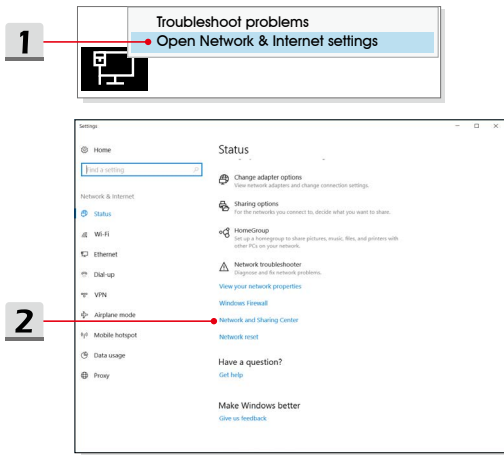 Troubleshoot problems
1
Open Network & Internet settings
Settings
Home
Find a setting
Network & Internet
Status
Wi-Fi
Ethernet
Dial-up
VPN
Airplane mode
Mobile hotspot
Data usage
Proxy
Status
Change adapter options
View network adapters and change connection settings.
Sharing options
For the networks you connect to, decide what you want to share.
HomeGroup
Set up a homegroup to share pictures, music, files, and printers with
other PCs on your network.
Network troubleshooter
Diagnose and fix network problems.
View your network properties
Windows Firewall
2
Network and Sharing Center
Network reset
Have a question?
Get help
Make Windows better
Give us feedback